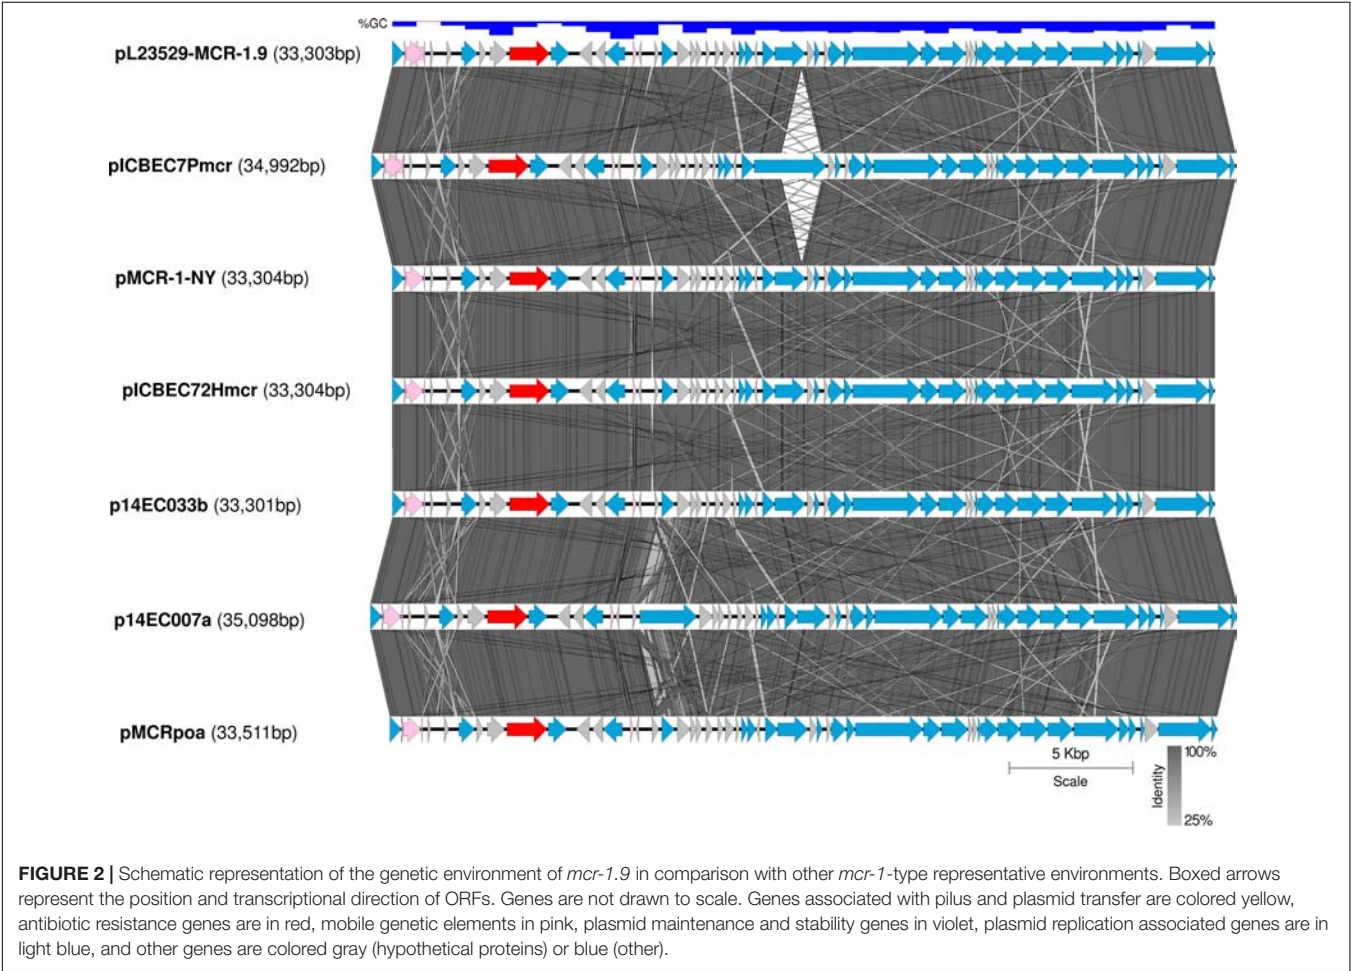 %GC
pL23529-MCR-1.9 (33,303bp)
pICBEC7Pmcr (34,992bp)
pMCR-1-NY (33,304bp)
pICBEC72Hmcr (33,304bp)
p14EC033b (33,301bp)
p14EC007a (35,098bp)
pMCRpoa (33,511bp)
5 Kbp
Scale
Identity
100%
25%
FIGURE 2 | Schematic representation of the genetic environment of mcr-1.9 in comparison with other mcr-1-type representative environments. Boxed arrows
represent the position and transcriptional direction of ORFs. Genes are not drawn to scale. Genes associated with pilus and plasmid transfer are colored yellow,
antibiotic resistance genes are in red, mobile genetic elements in pink, plasmid maintenance and stability genes in violet, plasmid replication associated genes are in
light blue, and other genes are colored gray (hypothetical proteins) or blue (other).